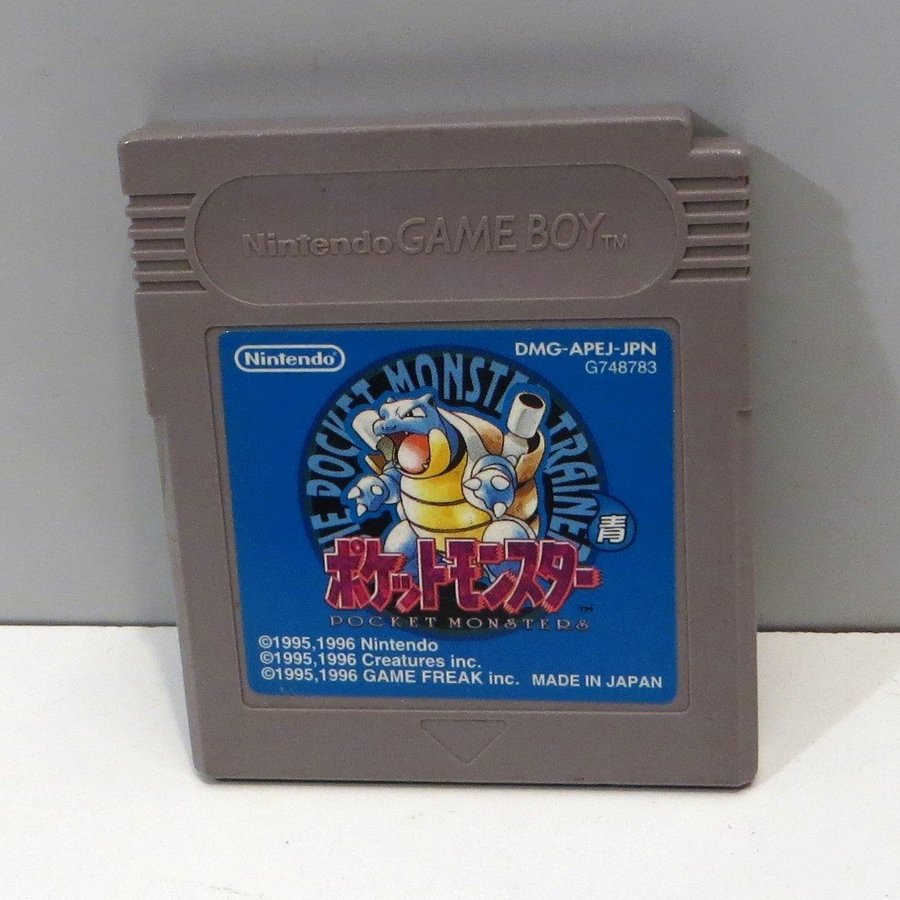 Nintendo GAME BOY™
Nintendo
DMG-APEJ-JPN
G748783
POCKET MONSTER TRAINER
青
ポケットモンスター
™
POCKET MONSTERS
©1995,1996 Nintendo
©1995,1996 Creatures inc.
©1995,1996 GAME FREAK inc. MADE IN JAPAN